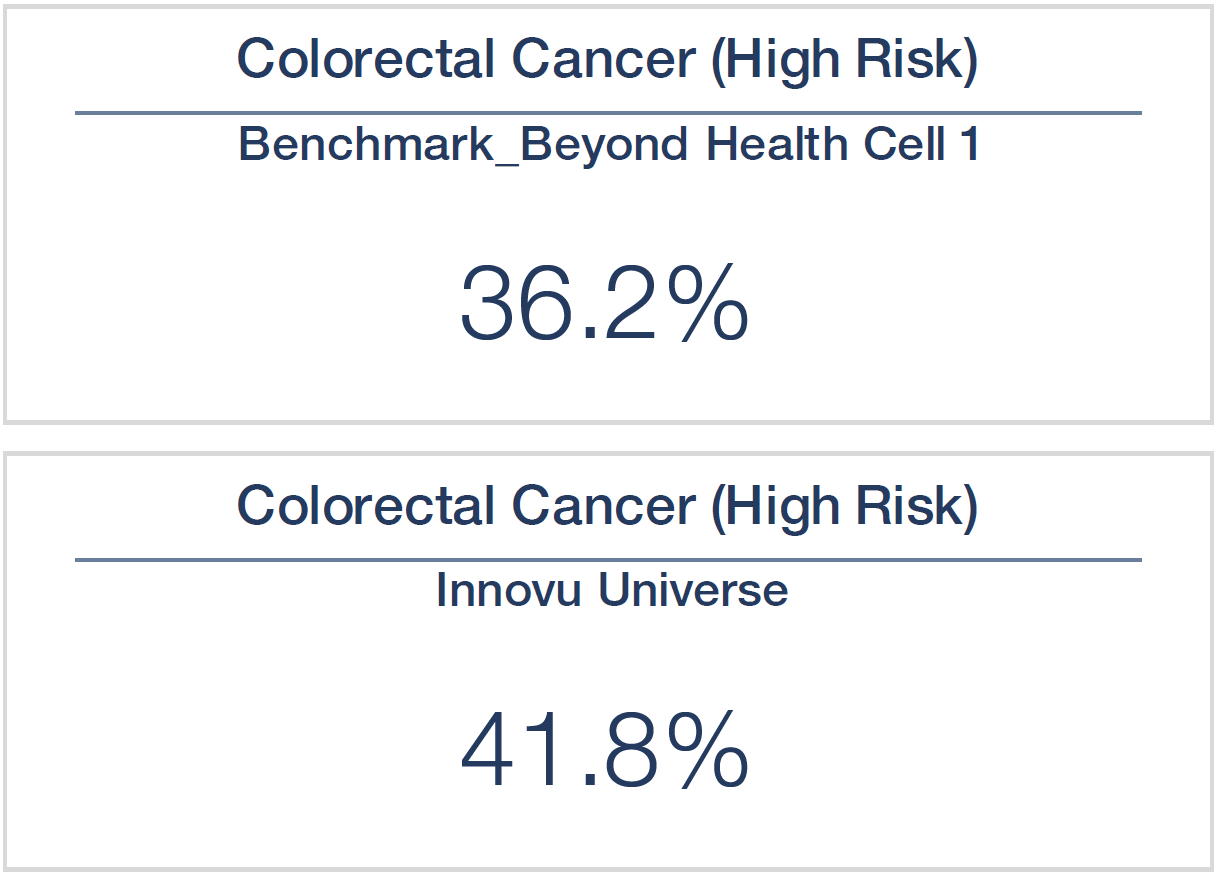 Colorectal Cancer (High Risk)
Benchmark_Beyond Health Cell 1
36.2%
Colorectal Cancer (High Risk)
Innovu Universe
41.8%